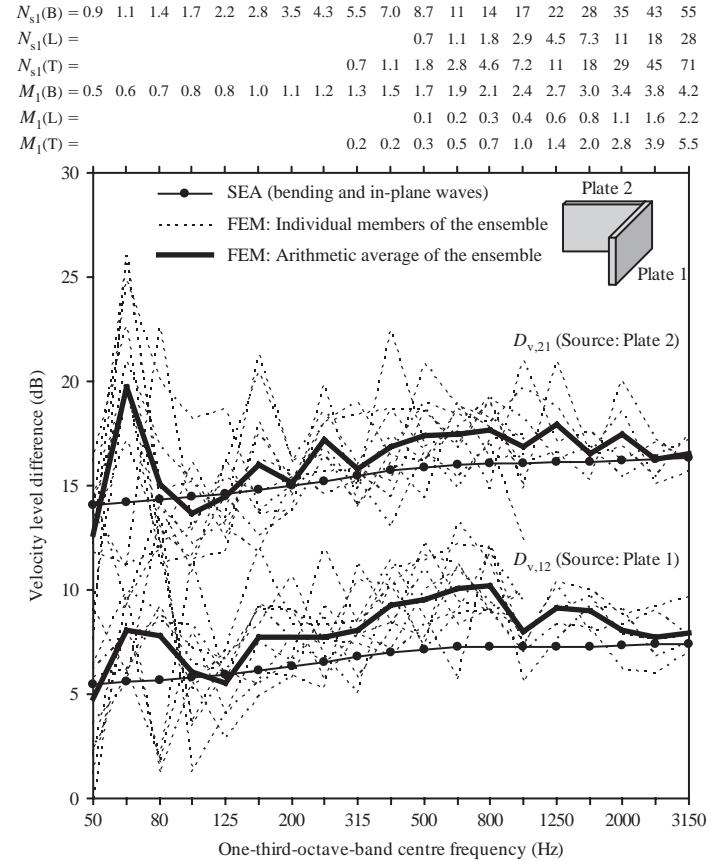 N_s1(B) = 0.9 1.1 1.4 1.7 2.2 2.8 3.5 4.3 5.5 7.0 8.7 11 14 17 22 28 35 43 55
N_s1(L) = 0.7 1.1 1.8 2.9 4.5 7.3 11 18 28
N_s1(T) = 0.7 1.1 1.8 2.8 4.6 7.2 11 18 29 45 71
M_1(B) = 0.5 0.6 0.7 0.8 0.8 1.0 1.1 1.2 1.3 1.5 1.7 1.9 2.1 2.4 2.7 3.0 3.4 3.8 4.2
M_1(L) = 0.1 0.2 0.3 0.4 0.6 0.8 1.1 1.6 2.2
M_1(T) = 0.2 0.2 0.3 0.5 0.7 1.0 1.4 2.0 2.8 3.9 5.5
30
SEA (bending and in-plane waves)
FEM: Individual members of the ensemble
FEM: Arithmetic average of the ensemble
Plate 2
Plate 1
25
D_v,21 (Source: Plate 2)
20
15
Velocity level difference (dB)
D_v,12 (Source: Plate 1)
10
5
0
50 80 125 200 315 500 800 1250 2000 3150
One-third-octave-band centre frequency (Hz)